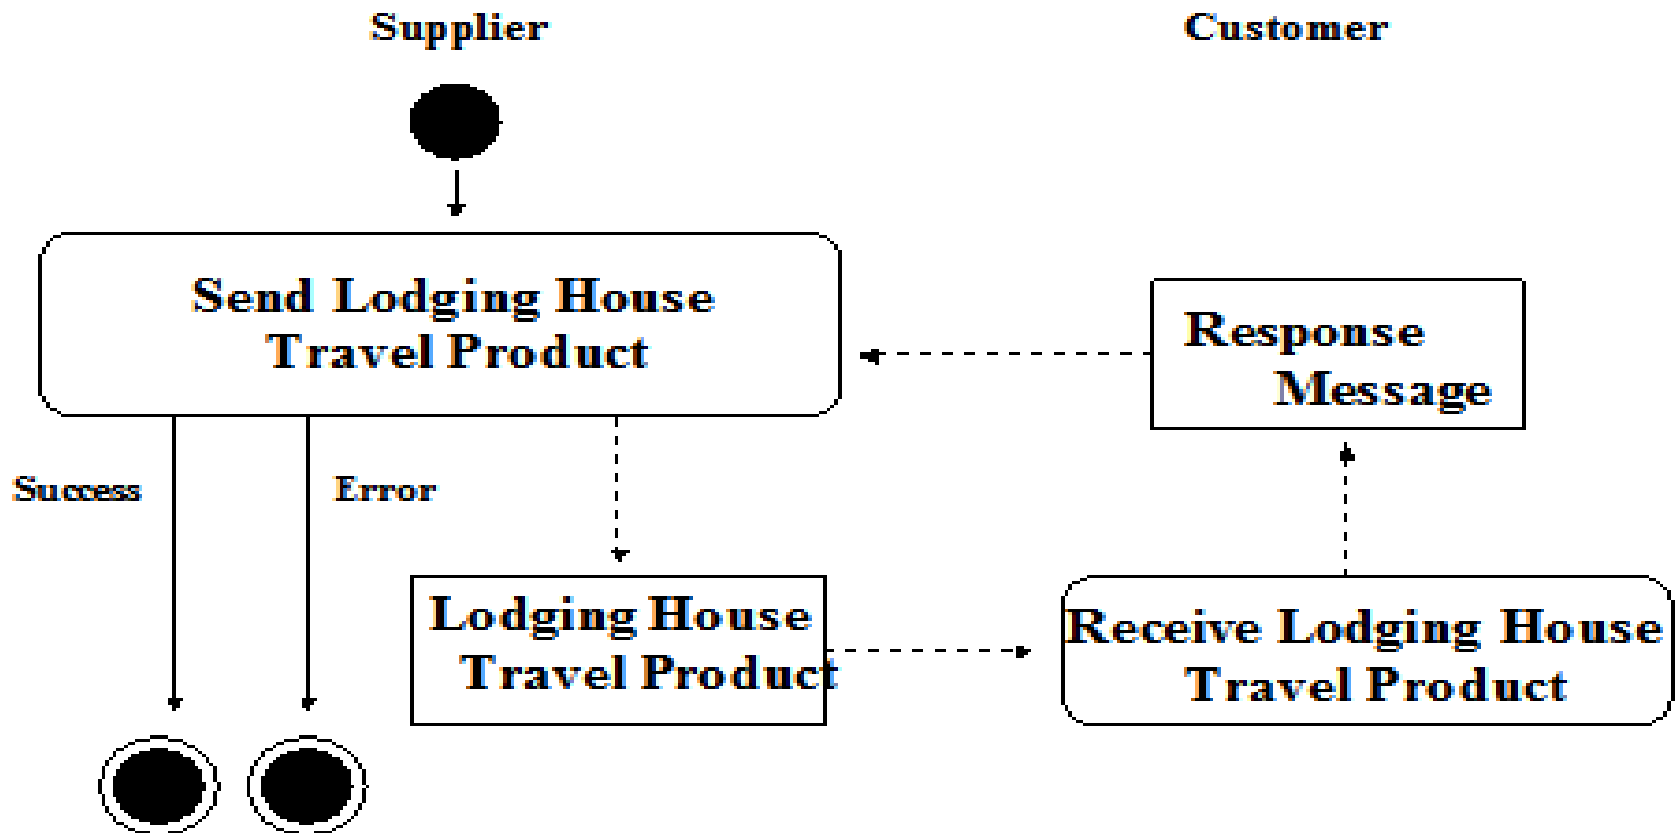 Supplier
Customer
Send Lodging House
Travel Product
Response
Message
Success
Error
Lodging House
Travel Product
Receive Lodging House
Travel Product